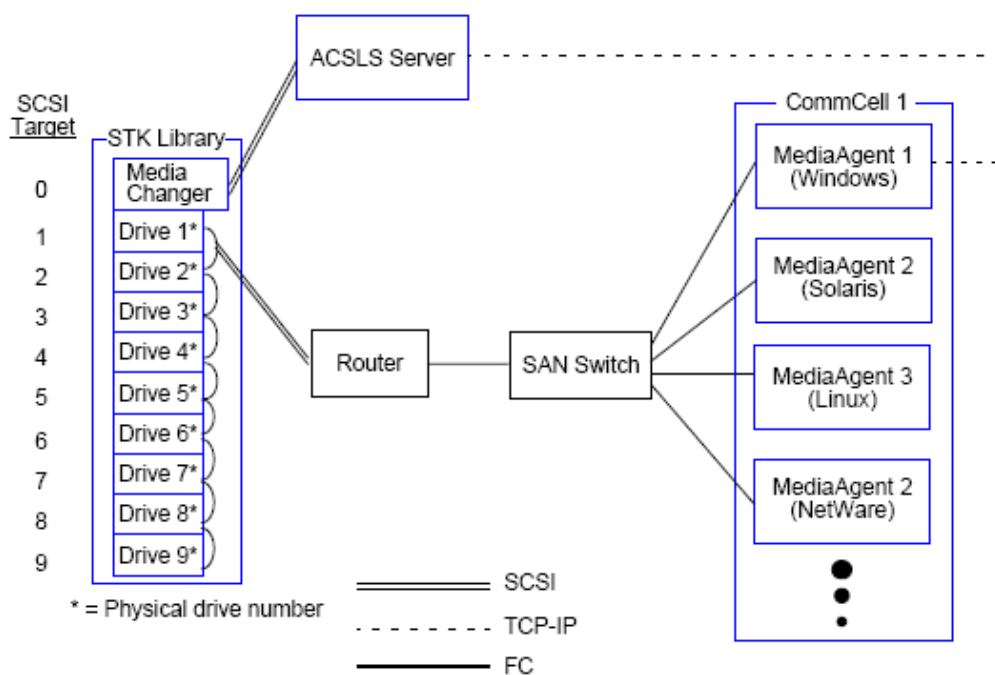 ACSLS Server
SCSI
Target
STK Library
CommCell 1
Media
Changer
0
Drive 1*
1
Drive 2*
2
Drive 3*
3
Drive 4*
4
Drive 5*
5
Drive 6*
6
Drive 7*
7
Drive 8*
8
Drive 9*
9
* = Physical drive number
Router
SAN Switch
MediaAgent 1
(Windows)
MediaAgent 2
(Solaris)
MediaAgent 3
(Linux)
MediaAgent 2
(NetWare)
SCSI
TCP-IP
FC